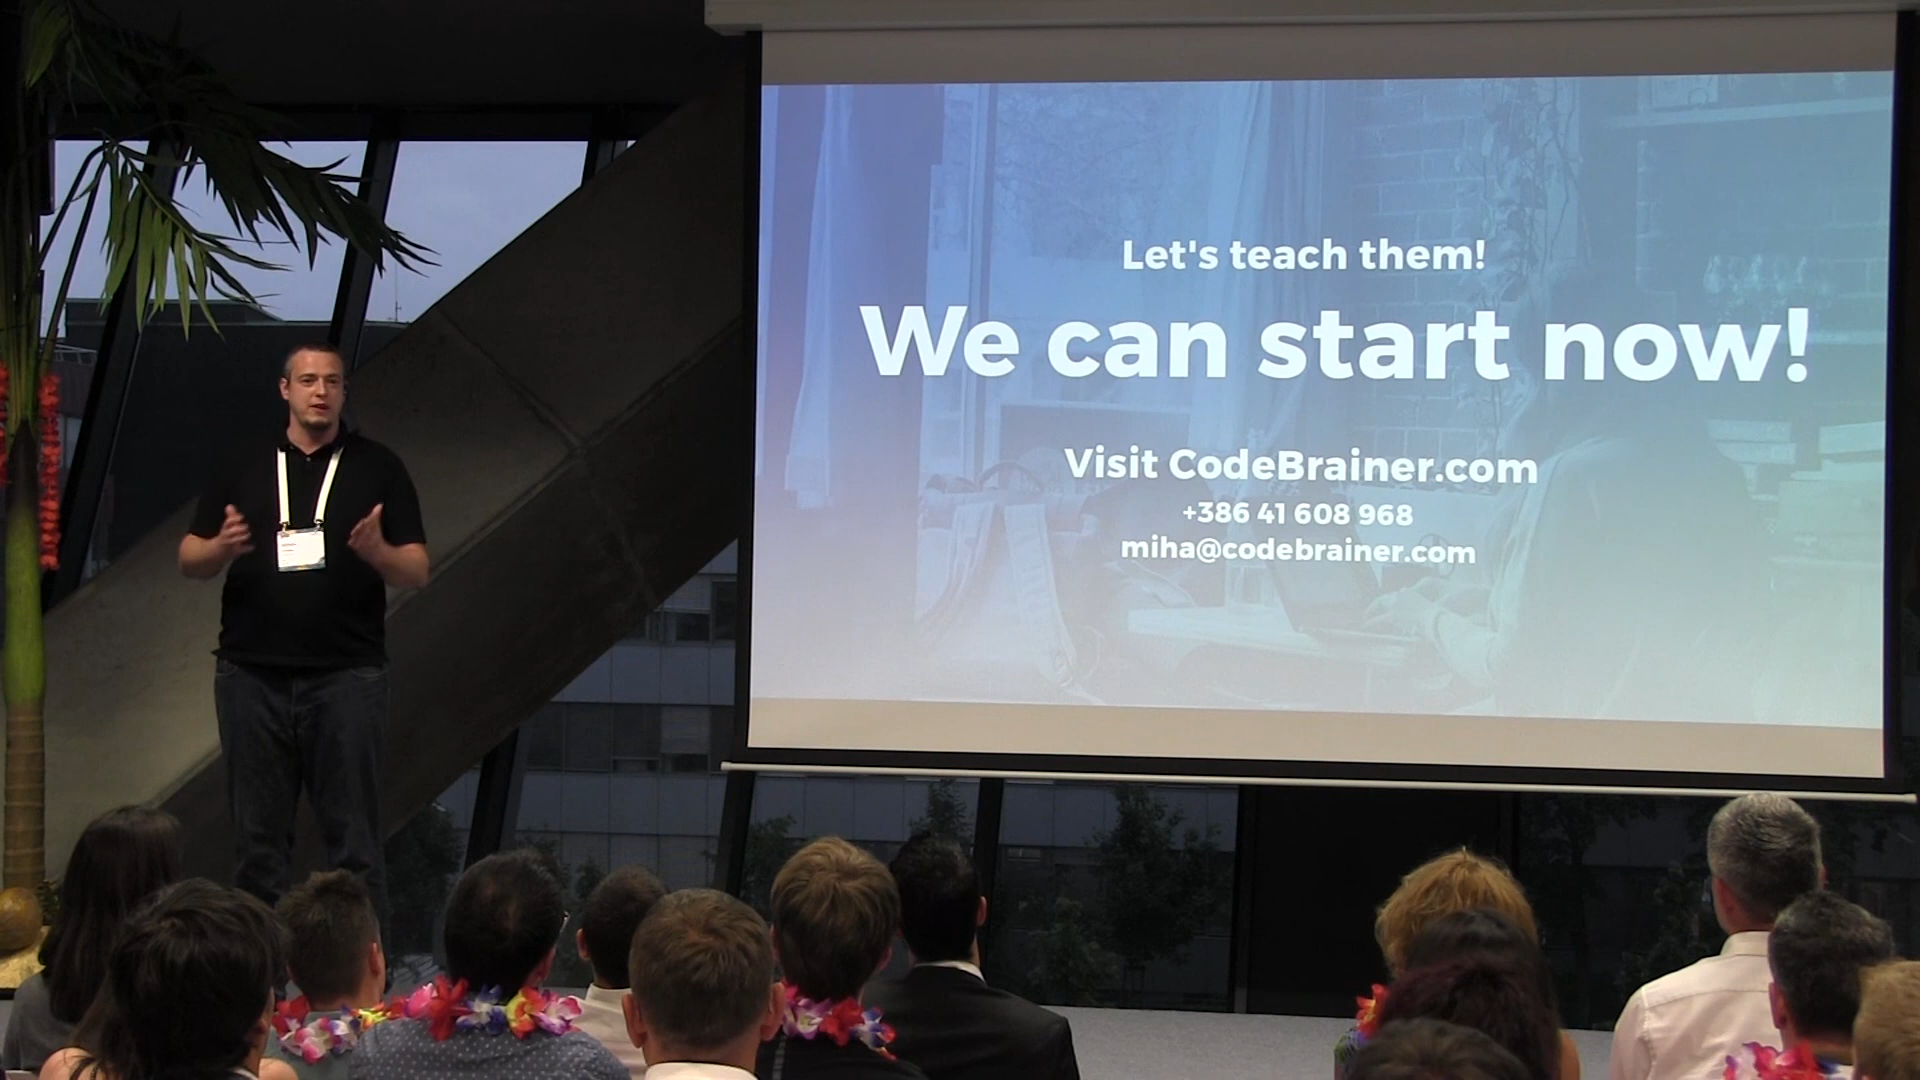 Let's teach them!
We can start now!
Visit CodeBrainer.com
+386 41 608 968
miha@codebrainer.com